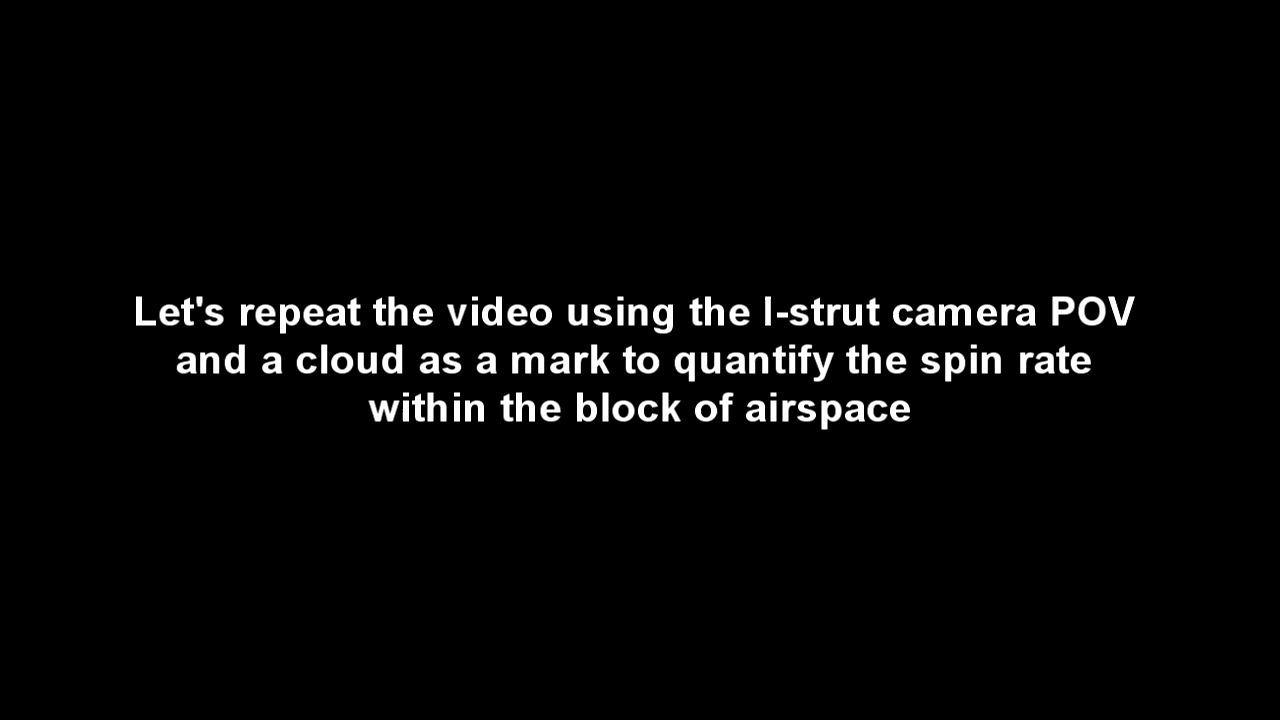 Let's repeat the video using the I-strut camera POV
and a cloud as a mark to quantify the spin rate
within the block of airspace